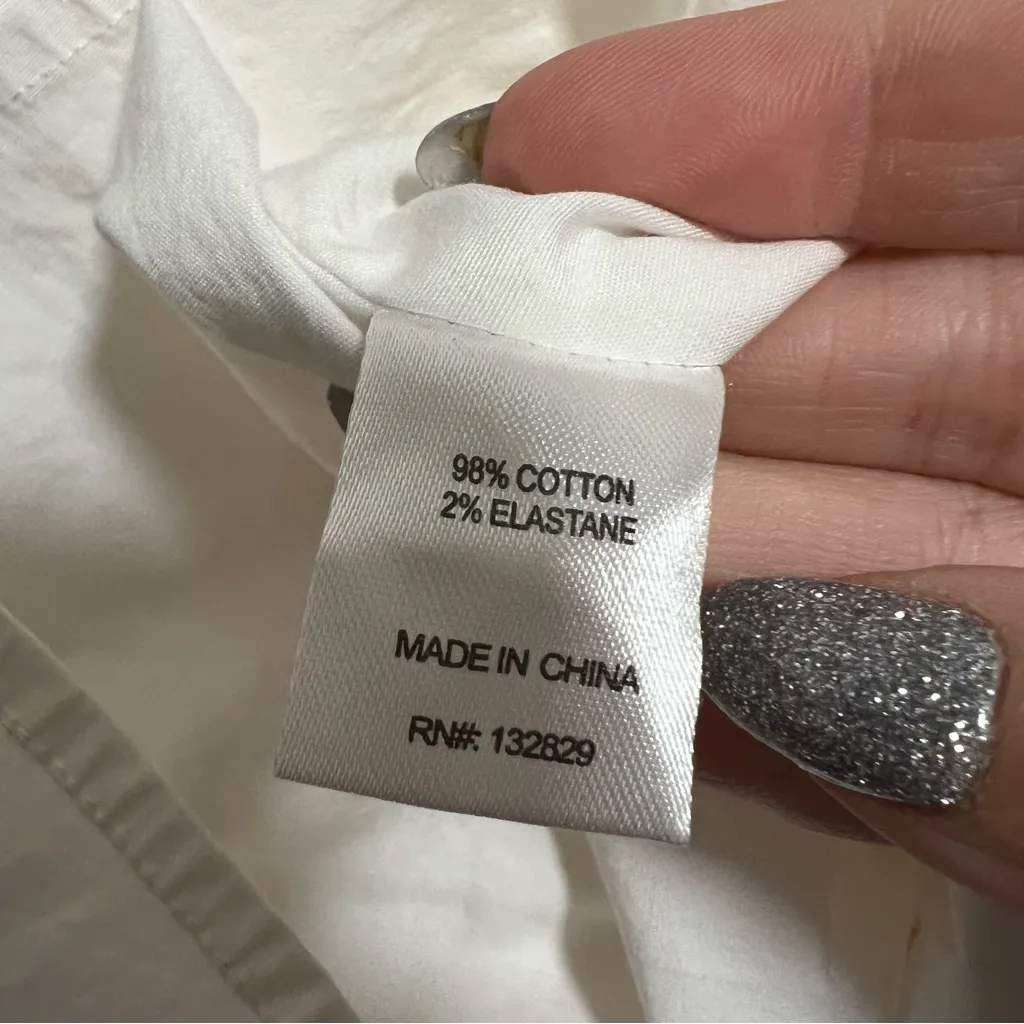 98% COTTON
2% ELASTANE
MADE IN CHINA
RN#: 132829